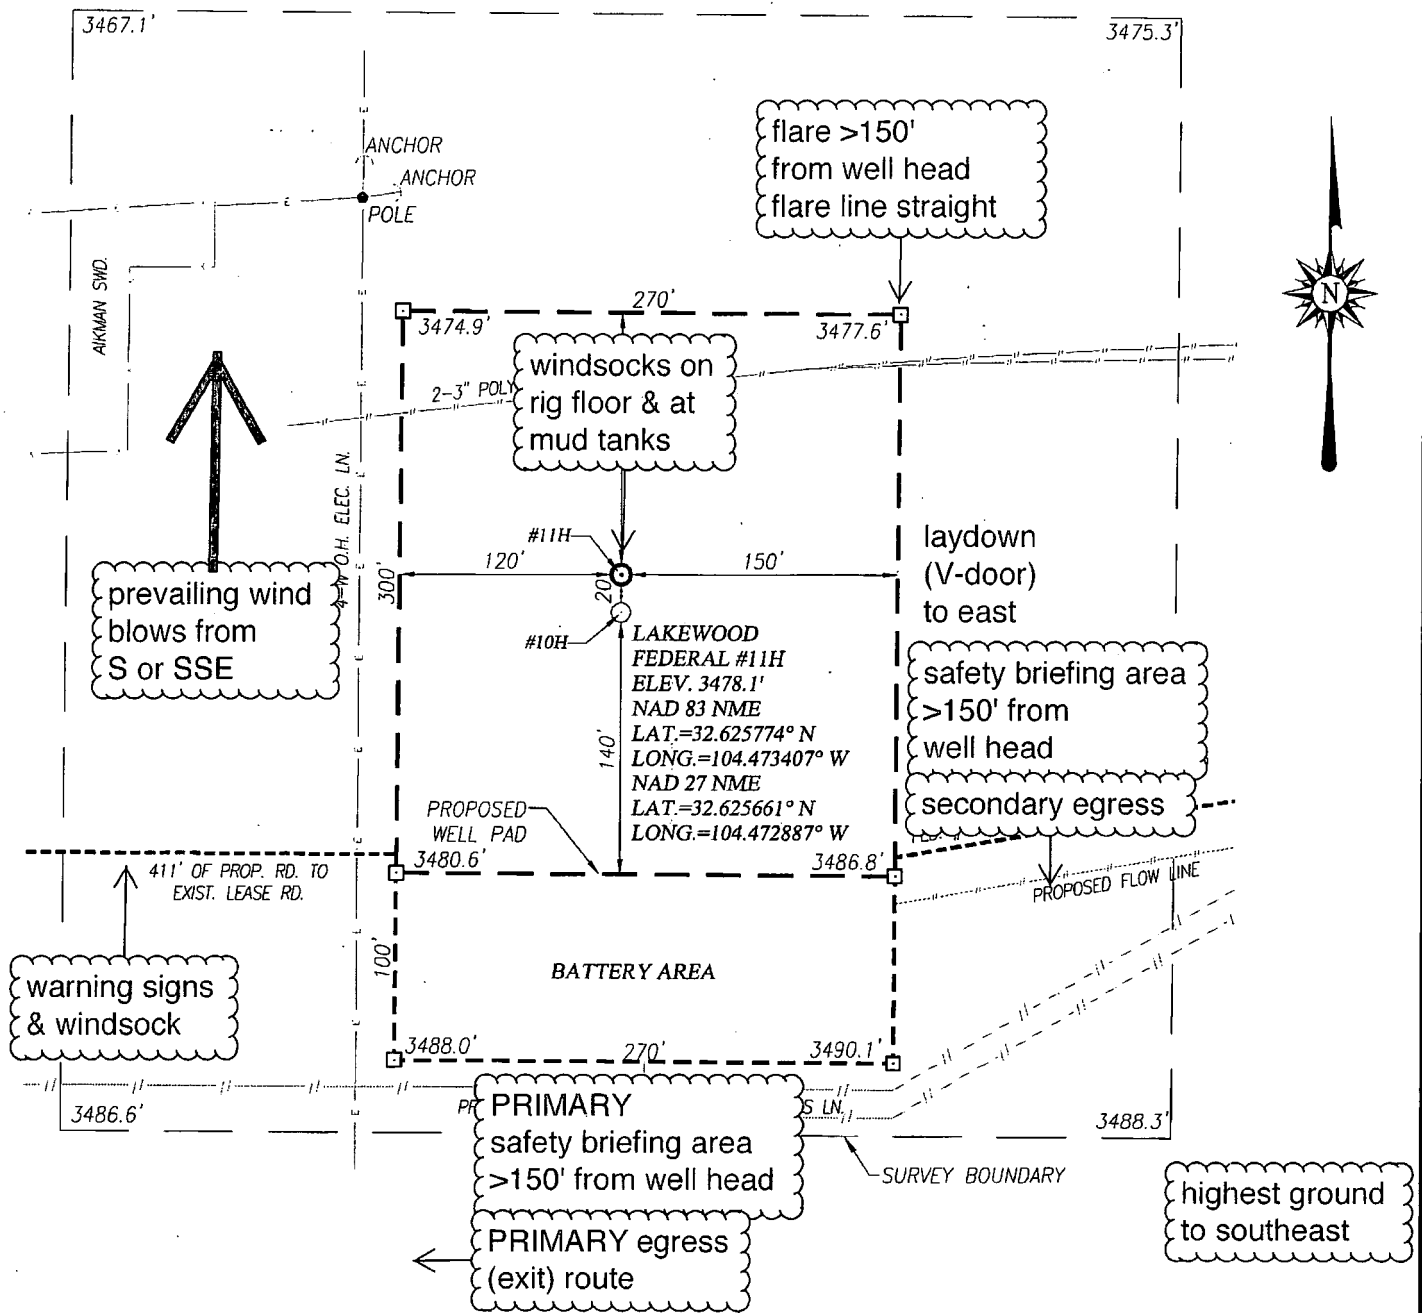 3467.1'
3475.3'
flare >150'
from well head
flare line straight
ANCHOR
ANCHOR
POLE
AIKMAN SWD.
N
270'
3474.9'
3477.6'
windsocks on
rig floor & at
mud tanks
2-3" POLY
4-W O.H. ELEC. LN.
#11H
120'
150'
300'
20'
#10H
laydown
(V-door)
to east
prevailing wind
blows from
S or SSE
LAKEWOOD
FEDERAL #11H
ELEV. 3478.1'
NAD 83 NME
LAT.=32.625774° N
LONG.=104.473407° W
NAD 27 NME
LAT.=32.625661° N
LONG.=104.472887° W
140'
safety briefing area
>150' from
well head
secondary egress
PROPOSED
WELL PAD
3480.6'
3486.8'
411' OF PROP. RD. TO
EXIST. LEASE RD.
PROPOSED FLOW LINE
100'
BATTERY AREA
warning signs
& windsock
3488.0'
270'
3490.1'
3486.6'
S LN.
3488.3'
PRIMARY
safety briefing area
>150' from well head
SURVEY BOUNDARY
highest ground
to southeast
PRIMARY egress
(exit) route